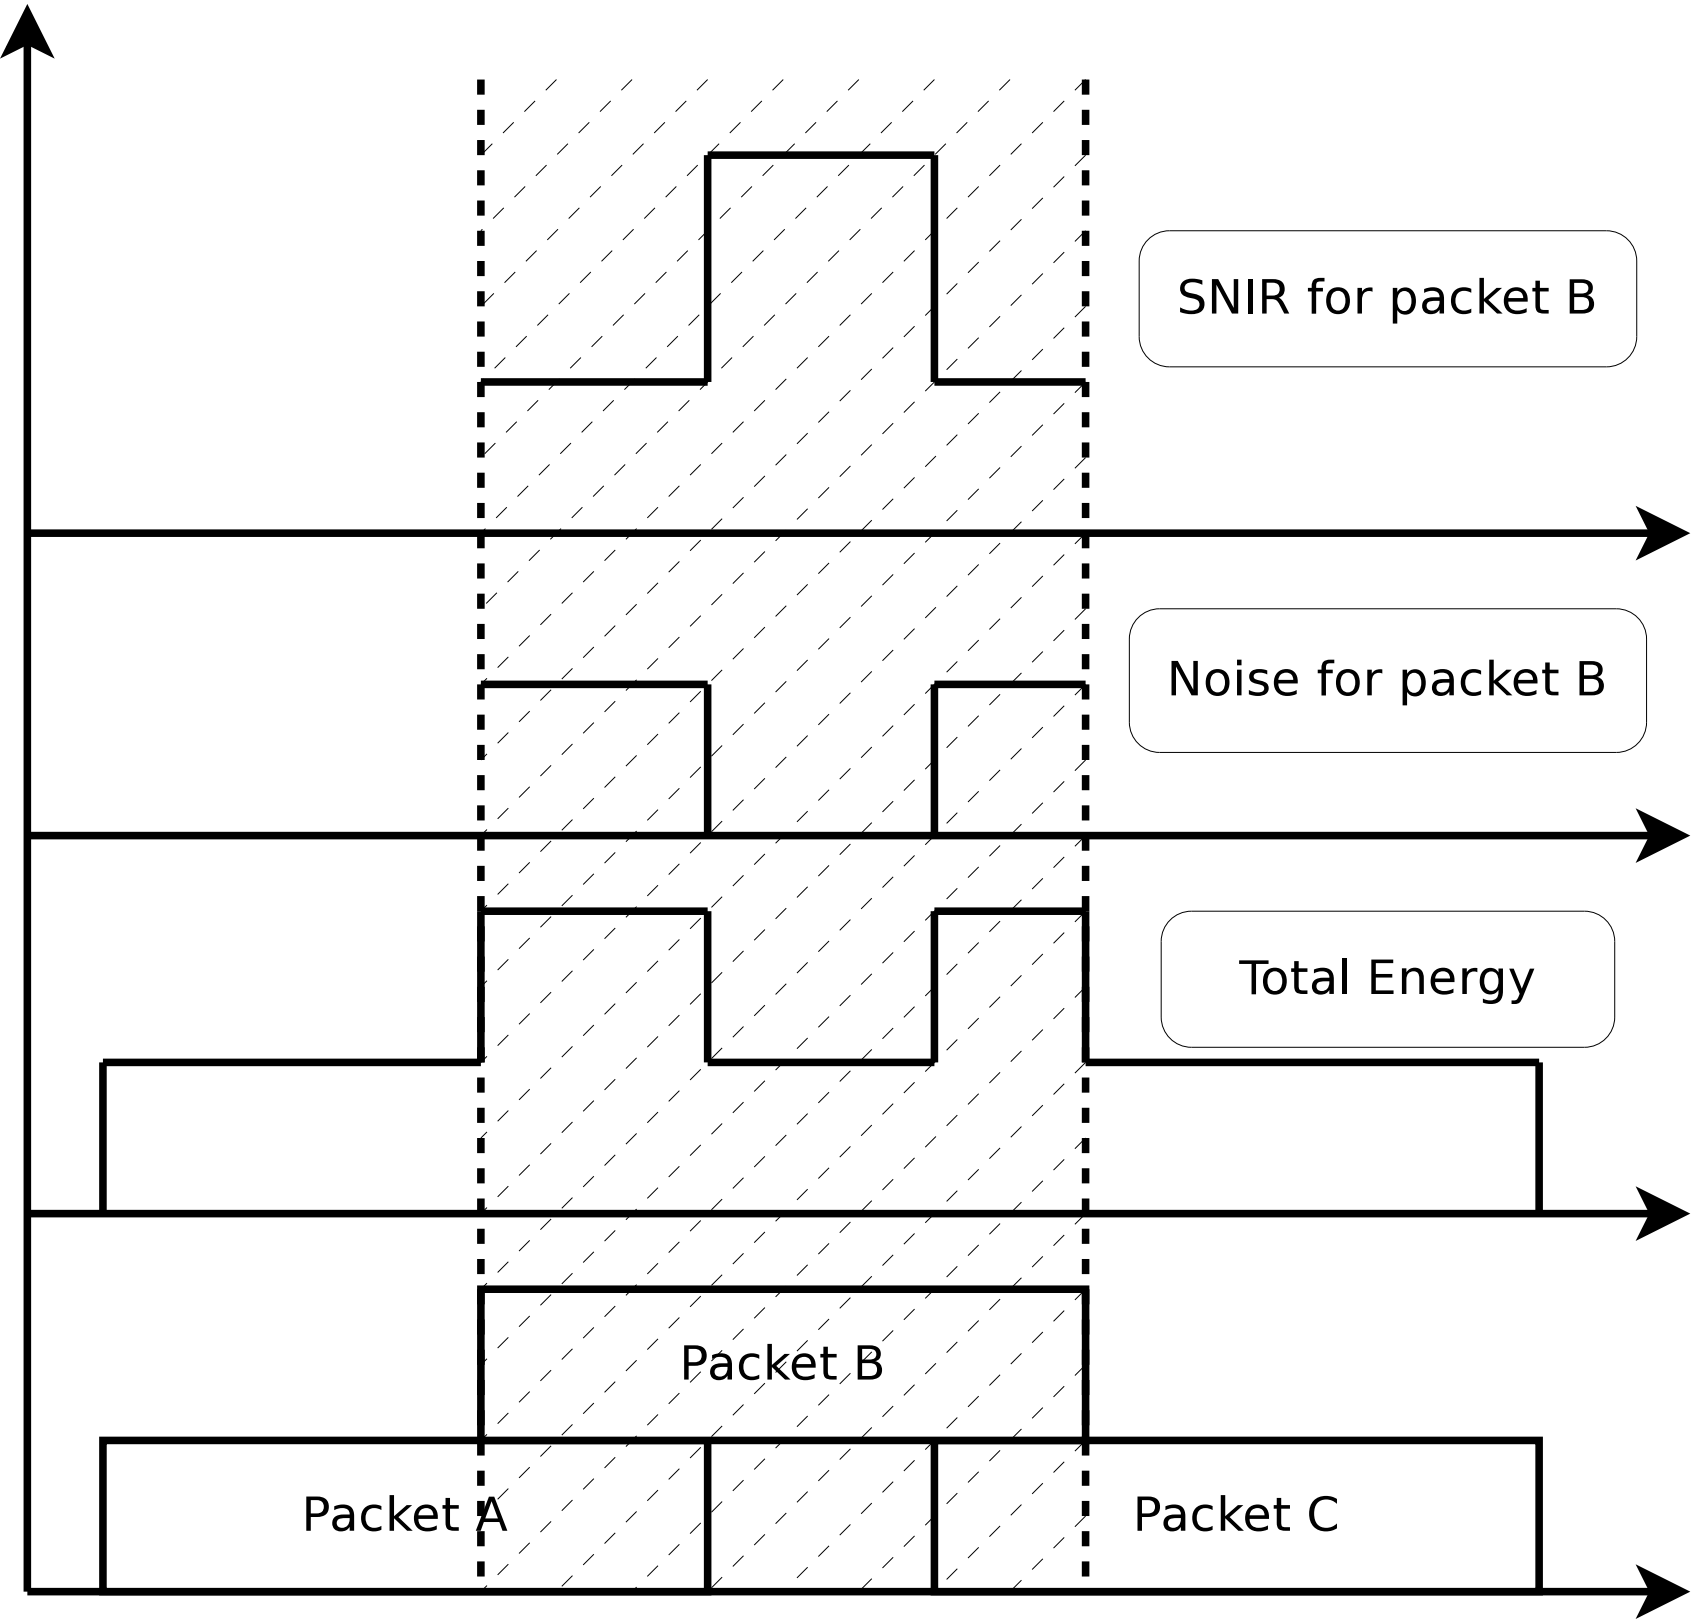 SNIR for packet B
Noise for packet B
Total Energy
Packet B
Packet A
Packet C